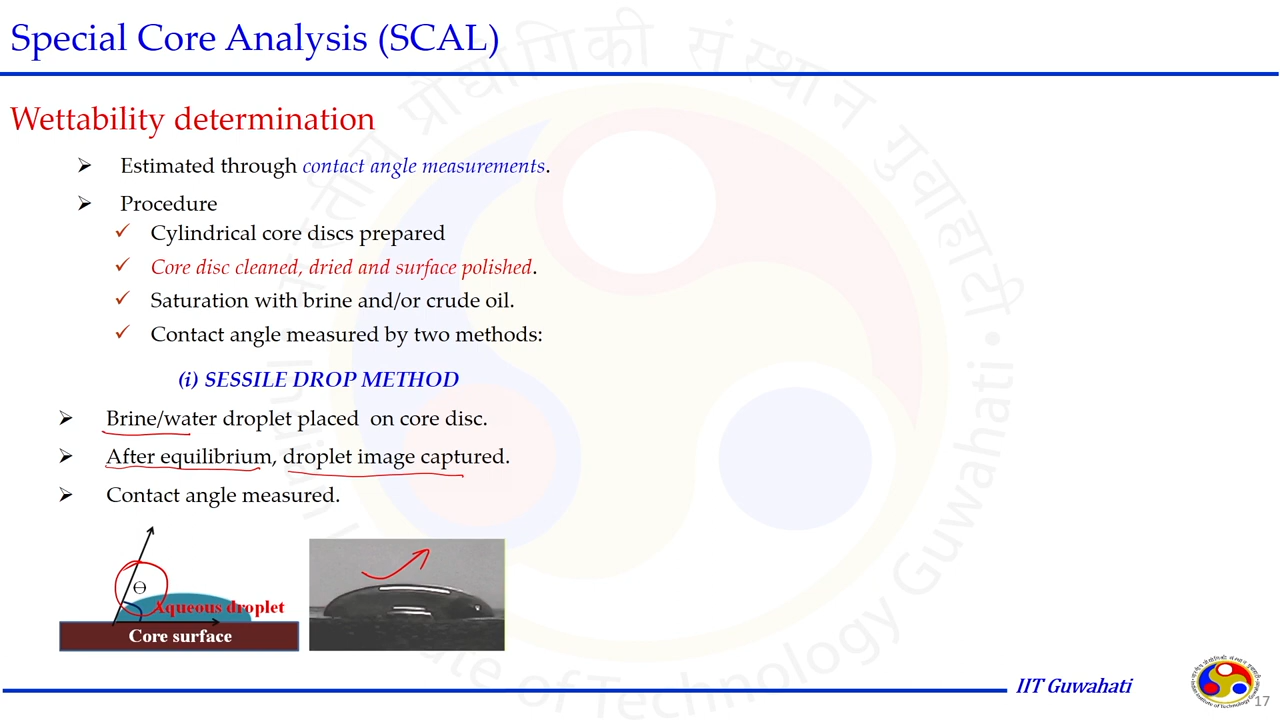 Special Core Analysis (SCAL)
Wettability determination
Estimated through contact angle measurements.
Procedure
Cylindrical core discs prepared
Core disc cleaned, dried and surface polished.
Saturation with brine and/or crude oil.
Contact angle measured by two methods:
(i) SESSILE DROP METHOD
Brine/water droplet placed on core disc.
After equilibrium, droplet image captured.
Contact angle measured.
Θ
Aqueous droplet
Core surface
IIT Guwahati
17